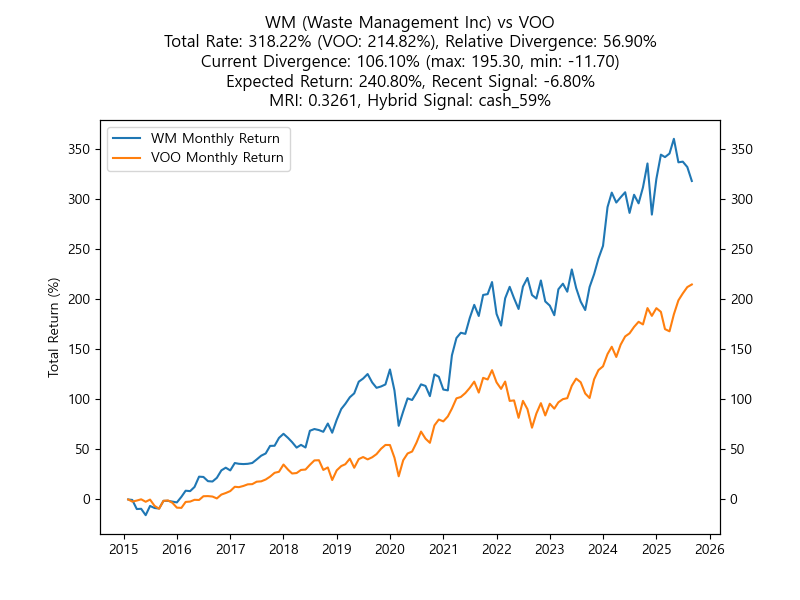 WM (Waste Management Inc) vs VOO
Total Rate: 318.22% (VOO: 214.82%), Relative Divergence: 56.90%
Current Divergence: 106.10% (max: 195.30, min: -11.70)
Expected Return: 240.80%, Recent Signal: -6.80%
MRI: 0.3261, Hybrid Signal: cash_59%
WM Monthly Return
VOO Monthly Return
Total Return (%)
350
300
250
200
150
100
50
0
350
300
250
200
150
100
50
0
2015 2016 2017 2018 2019 2020 2021 2022 2023 2024 2025 2026